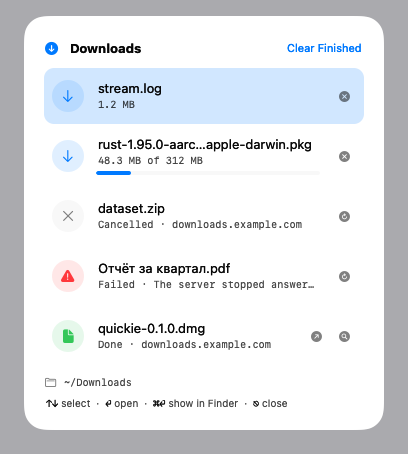 Downloads
Clear Finished
stream.log
1.2 MB
rust-1.95.0-aarc...apple-darwin.pkg
48.3 MB of 312 MB
dataset.zip
Cancelled · downloads.example.com
Отчёт за квартал.pdf
Failed · The server stopped answer…
quickie-0.1.0.dmg
Done · downloads.example.com
~/Downloads
↑↓ select · ↩ open · ⌘↩ show in Finder · ⎋ close